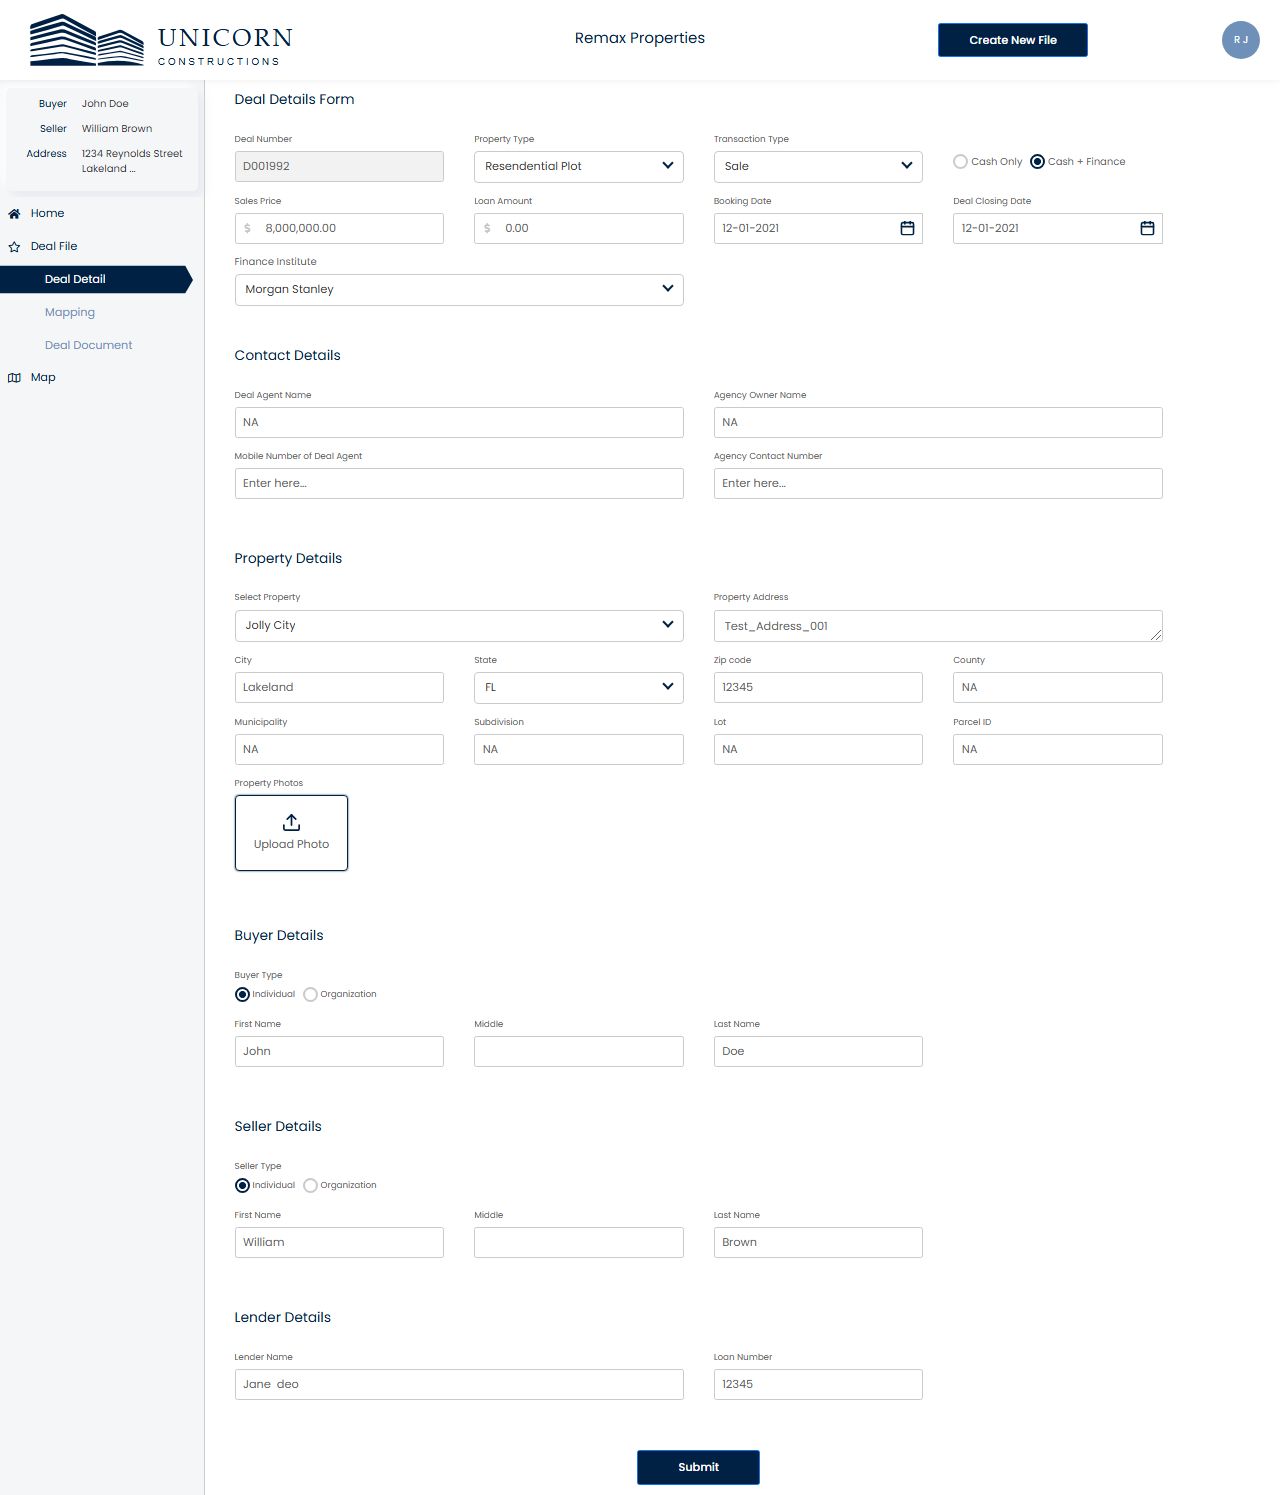 UNICORN
CONSTRUCTIONS
Remax Properties
Create New File
R J
Buyer John Doe
Seller William Brown
Address 1234 Reynolds Street
Lakeland ...
Home
Deal File
Deal Detail
Mapping
Deal Document
Map
Deal Details Form
Deal Number Property Type Transaction Type
D001992 Resendential Plot Sale Cash Only Cash + Finance
Sales Price Loan Amount Booking Date Deal Closing Date
$ 8,000,000.00 $ 0.00 12-01-2021 12-01-2021
Finance Institute
Morgan Stanley
Contact Details
Deal Agent Name Agency Owner Name
NA NA
Mobile Number of Deal Agent Agency Contact Number
Enter here... Enter here...
Property Details
Select Property Property Address
Jolly City Test_Address_001
City State Zip code County
Lakeland FL 12345 NA
Municipality Subdivision Lot Parcel ID
NA NA NA NA
Property Photos
Upload Photo
Buyer Details
Buyer Type
Individual Organization
First Name Middle Last Name
John Doe
Seller Details
Seller Type
Individual Organization
First Name Middle Last Name
William Brown
Lender Details
Lender Name Loan Number
Jane deo 12345
Submit